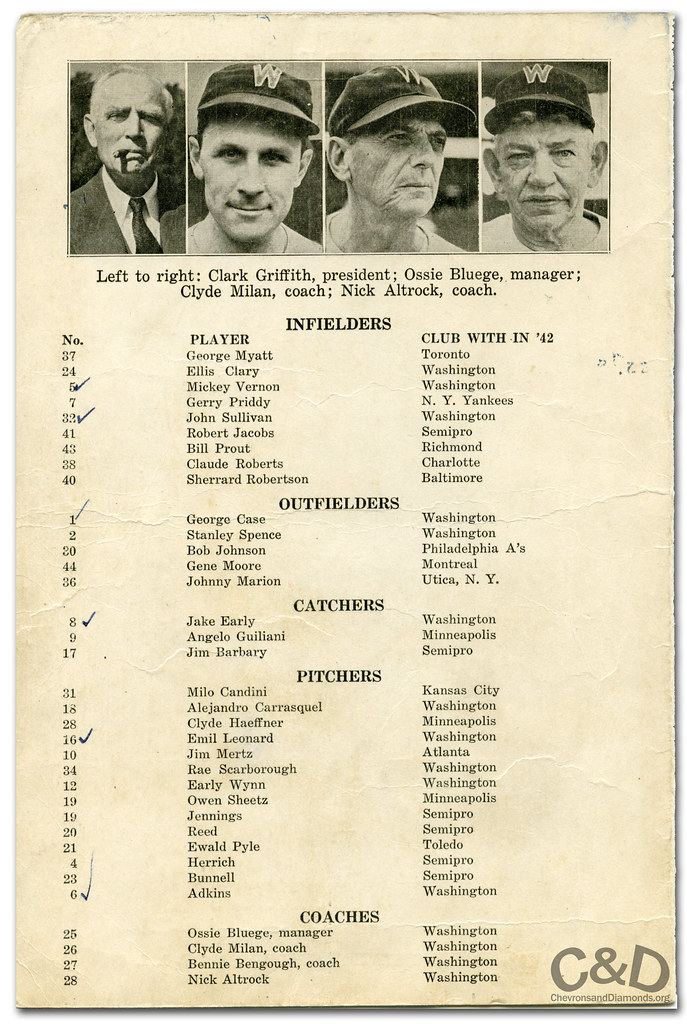 W W W
Left to right: Clark Griffith, president; Ossie Bluege, manager;
Clyde Milan, coach; Nick Altrock, coach.
INFIELDERS
No. PLAYER CLUB WITH IN '42
37 George Myatt Toronto
24 Ellis Clary Washington
5 Mickey Vernon Washington
7 Gerry Priddy N. Y. Yankees
32 John Sullivan Washington
41 Robert Jacobs Semipro
43 Bill Prout Richmond
38 Claude Roberts Charlotte
40 Sherrard Robertson Baltimore
OUTFIELDERS
1 George Case Washington
2 Stanley Spence Washington
30 Bob Johnson Philadelphia A's
44 Gene Moore Montreal
36 Johnny Marion Utica, N. Y.
CATCHERS
8 Jake Early Washington
9 Angelo Guiliani Minneapolis
17 Jim Barbary Semipro
PITCHERS
31 Milo Candini Kansas City
18 Alejandro Carrasquel Washington
28 Clyde Haeffner Minneapolis
16 Emil Leonard Washington
10 Jim Mertz Atlanta
34 Rae Scarborough Washington
12 Early Wynn Washington
19 Owen Sheetz Minneapolis
19 Jennings Semipro
20 Reed Semipro
21 Ewald Pyle Toledo
4 Herrich Semipro
23 Bunnell Semipro
6 Adkins Washington
COACHES
25 Ossie Bluege, manager Washington
26 Clyde Milan, coach Washington
27 Bennie Bengough, coach Washington
28 Nick Altrock Washington
C&D
ChevronsandDiamonds.org